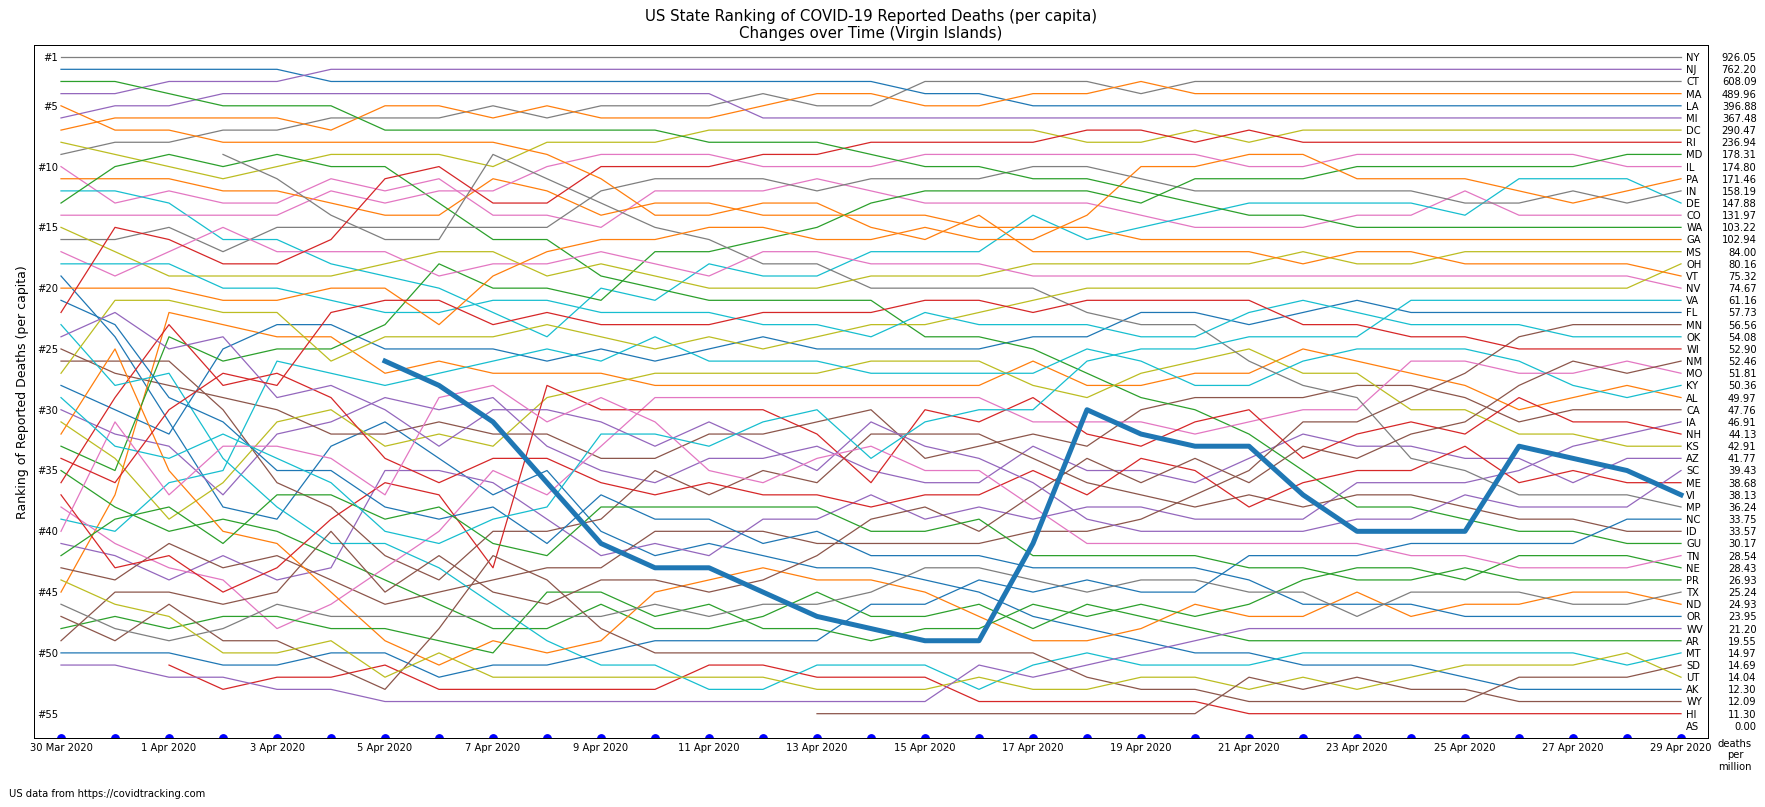 US State Ranking of COVID-19 Reported Deaths (per capita)
Changes over Time (Virgin Islands)
Ranking of Reported Deaths (per capita)
#1
#5
#10
#15
#20
#25
#30
#35
#40
#45
#50
#55
NY 926.05
NJ 762.20
CT 608.09
MA 489.96
LA 396.88
MI 367.48
DC 290.47
RI 236.94
MD 178.31
IL 174.80
PA 171.46
IN 158.19
DE 147.88
CO 131.97
WA 103.22
GA 102.94
MS 84.00
OH 80.16
VT 75.32
NV 74.67
VA 61.16
FL 57.73
MN 56.56
OK 54.08
WI 52.90
NM 52.46
MO 51.81
KY 50.36
AL 49.97
CA 47.76
IA 46.91
NH 44.13
KS 42.91
AZ 41.77
SC 39.43
ME 38.68
VI 38.13
MP 36.24
NC 33.75
ID 33.57
GU 30.17
TN 28.54
NE 28.43
PR 26.93
TX 25.24
ND 24.93
OR 23.95
WV 21.20
AR 19.55
MT 14.97
SD 14.69
UT 14.04
AK 12.30
WY 12.09
HI 11.30
AS 0.00
30 Mar 2020 1 Apr 2020 3 Apr 2020 5 Apr 2020 7 Apr 2020 9 Apr 2020 11 Apr 2020 13 Apr 2020 15 Apr 2020 17 Apr 2020 19 Apr 2020 21 Apr 2020 23 Apr 2020 25 Apr 2020 27 Apr 2020 29 Apr 2020
deaths
per
million
US data from https://covidtracking.com